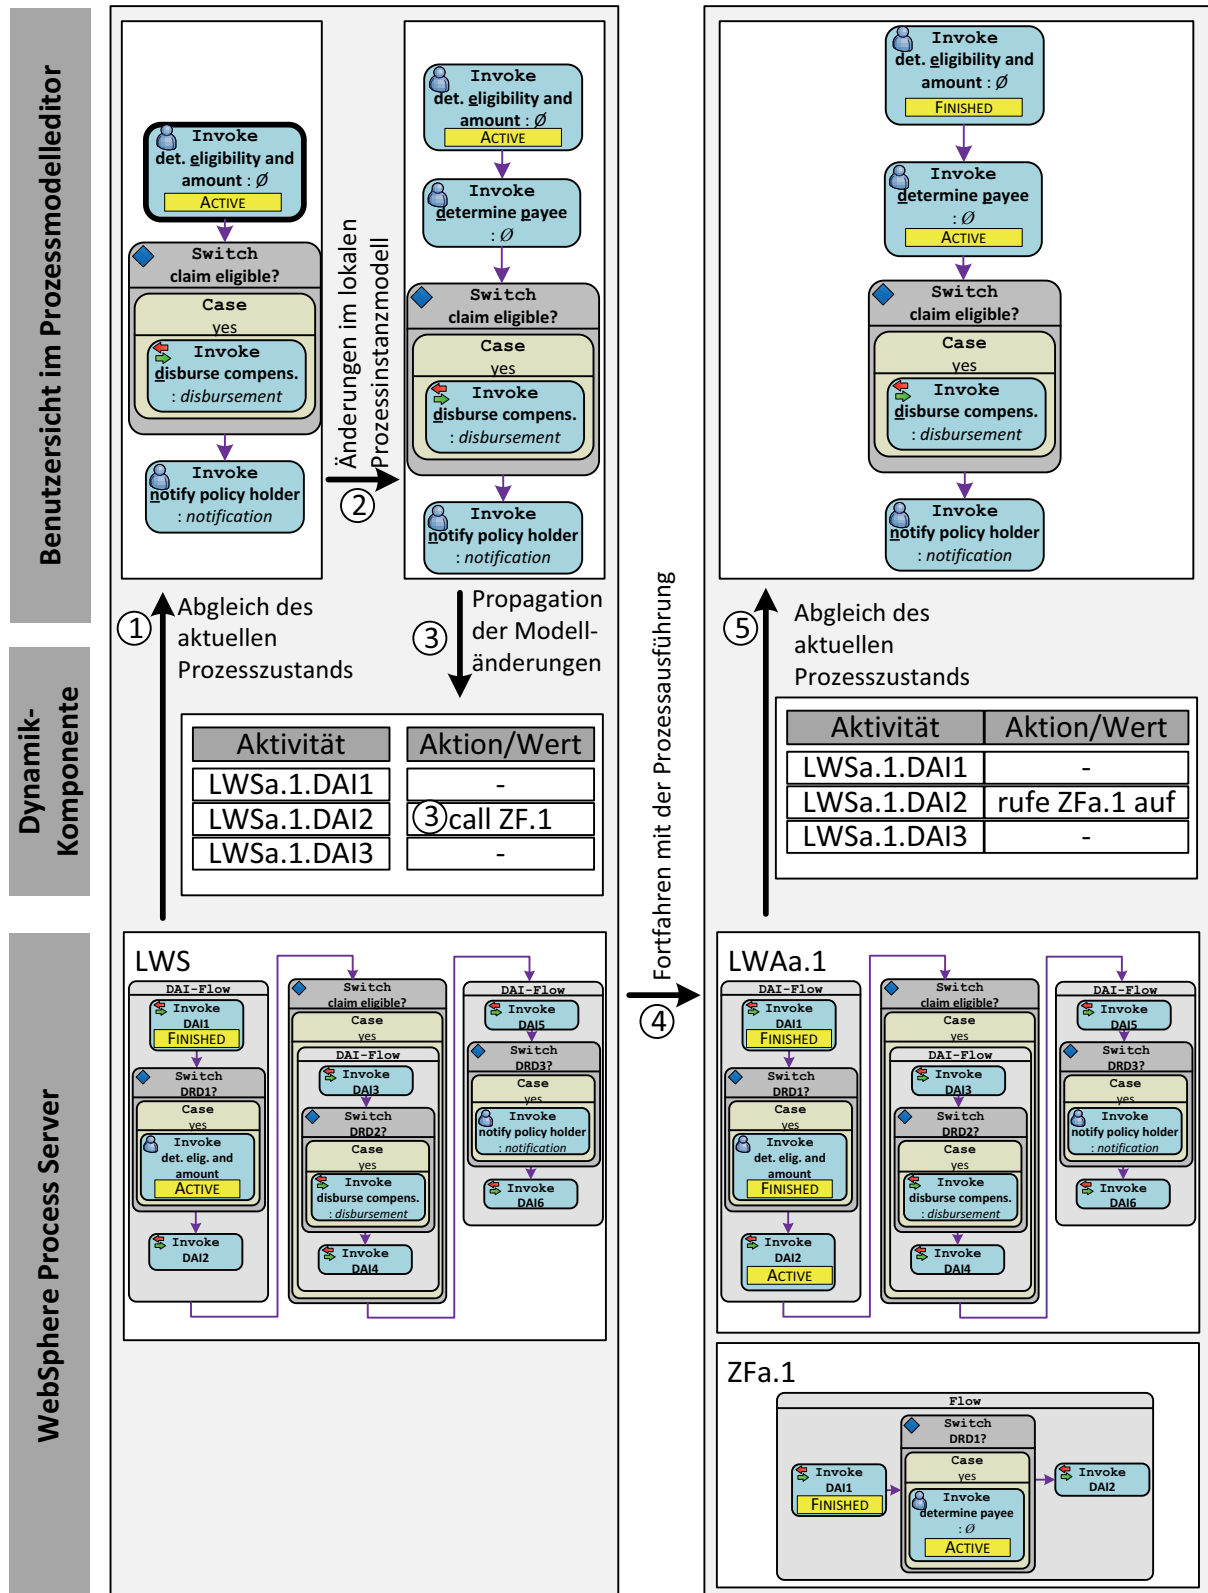 Benutzersicht im Prozessmodelleditor
Invoke
det. eligibility and
amount : Ø
ACTIVE
Switch
claim eligible?
Case
yes
Invoke
disburse compens.
: disbursement
Invoke
notify policy holder
: notification
Änderungen im lokalen
Prozessinstanzmodell
2
Invoke
det. eligibility and
amount : Ø
ACTIVE
Invoke
determine payee
: Ø
Switch
claim eligible?
Case
yes
Invoke
disburse compens.
: disbursement
Invoke
notify policy holder
: notification
Invoke
det. eligibility and
amount : Ø
FINISHED
Invoke
determine payee
: Ø
ACTIVE
Switch
claim eligible?
Case
yes
Invoke
disburse compens.
: disbursement
Invoke
notify policy holder
: notification
1
Abgleich des
aktuellen
Prozesszustands
3
Propagation
der Modell-
änderungen
Fortfahren mit der Prozessausführung
4
5
Abgleich des
aktuellen
Prozesszustands
Dynamik-
Komponente
Aktivität Aktion/Wert
LWSa.1.DAI1 -
LWSa.1.DAI2 3 call ZF.1
LWSa.1.DAI3 -
Aktivität Aktion/Wert
LWSa.1.DAI1 -
LWSa.1.DAI2 rufe ZFa.1 auf
LWSa.1.DAI3 -
WebSphere Process Server
LWS
DAI-Flow
Invoke
DAI1
FINISHED
Switch
DRD1?
Case
yes
Invoke
det. elig. and
amount
ACTIVE
Invoke
DAI2
Switch
claim eligible?
Case
yes
DAI-Flow
Invoke
DAI3
Switch
DRD2?
Case
yes
Invoke
disburse compens.
: disbursement
Invoke
DAI4
DAI-Flow
Invoke
DAI5
Switch
DRD3?
Case
yes
Invoke
notify policy holder
: notification
Invoke
DAI6
LWAa.1
DAI-Flow
Invoke
DAI1
FINISHED
Switch
DRD1?
Case
yes
Invoke
det. elig. and
amount
FINISHED
Invoke
DAI2
ACTIVE
Switch
claim eligible?
Case
yes
DAI-Flow
Invoke
DAI3
Switch
DRD2?
Case
yes
Invoke
disburse compens.
: disbursement
Invoke
DAI4
DAI-Flow
Invoke
DAI5
Switch
DRD3?
Case
yes
Invoke
notify policy holder
: notification
Invoke
DAI6
ZFa.1
Flow
Invoke
DAI1
FINISHED
Switch
DRD1?
Case
yes
Invoke
determine payee
: Ø
ACTIVE
Invoke
DAI2